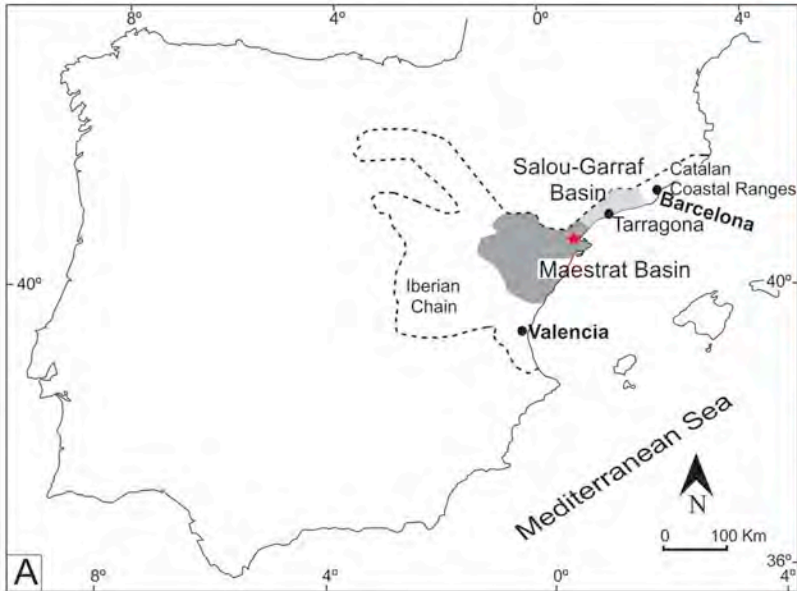 8º
4º
0º
4º
Salou-Garraf
Basin
Catalan
Coastal Ranges
Barcelona
Tarragona
Maestrat Basin
40º
40º
Iberian
Chain
Valencia
Mediterranean Sea
N
0
100 Km
A
36º
8º
4º
0º
4º